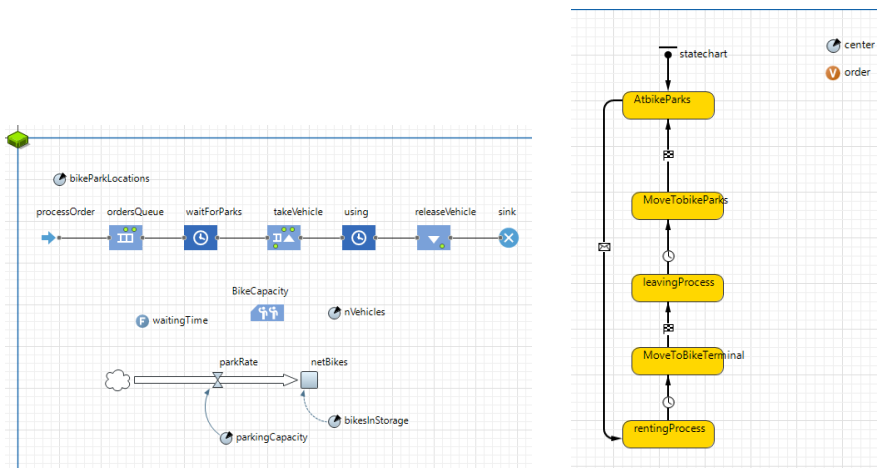 bikeParkLocations
processOrder
ordersQueue
waitForParks
takeVehicle
using
releaseVehicle
sink
BikeCapacity
F waitingTime
nVehicles
parkRate
netBikes
bikesInStorage
parkingCapacity
statechart
center
V order
AtbikeParks
MoveTobikeParks
leavingProcess
MoveToBikeTerminal
rentingProcess